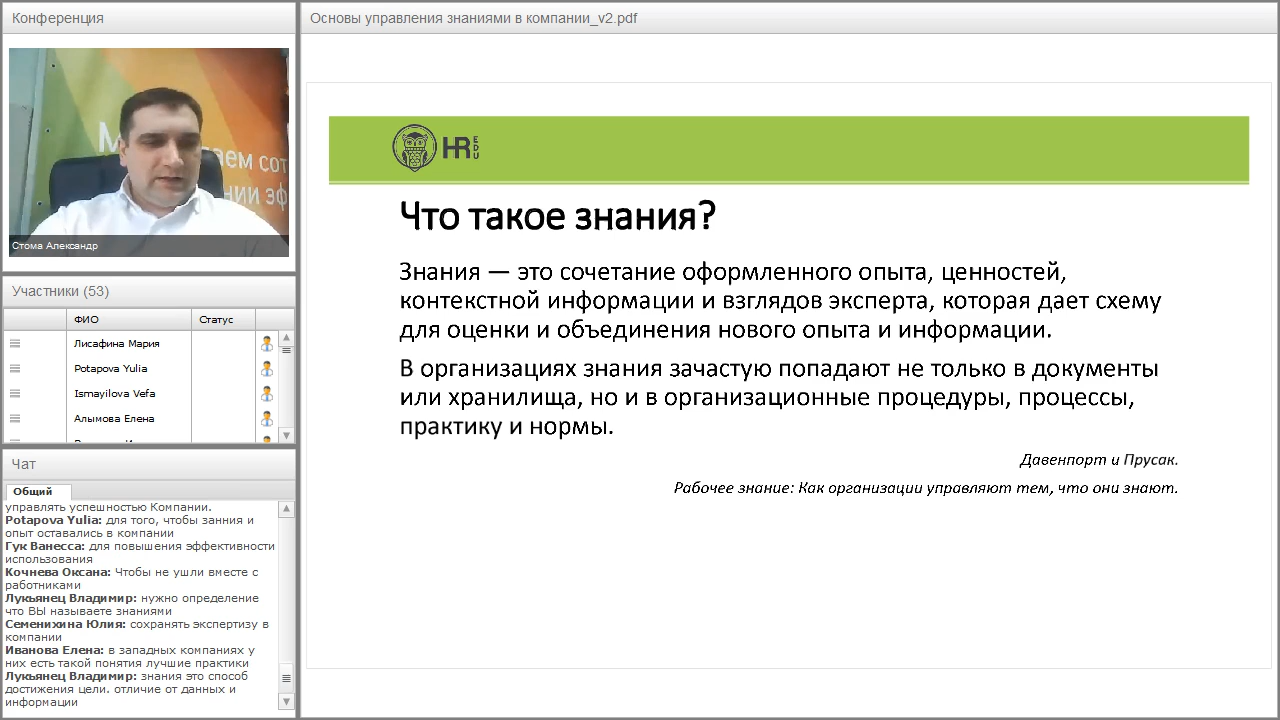 Конференция
М
аем сот
нии эф
Стома Александр
Участники (53)
ФИО Статус
Лисафина Мария
Potapova Yulia
Ismayilova Vefa
Алымова Елена
Чат
Общий
управлять успешностью Компании.
Potapova Yulia: для того, чтобы занния и
опыт оставались в компании
Гук Ванесса: для повышения эффективности
использования
Кочнева Оксана: Чтобы не ушли вместе с
работниками
Лукьянец Владимир: нужно определение
что ВЫ называете знаниями
Семенихина Юлия: сохранять экспертизу в
компании
Иванова Елена: в западных компаниях у
них есть такой понятия лучшие практики
Лукьянец Владимир: знания это способ
достижения цели. отличие от данных и
информации
Основы управления знаниями в компании_v2.pdf
HR EDU
Что такое знания?
Знания — это сочетание оформленного опыта, ценностей,
контекстной информации и взглядов эксперта, которая дает схему
для оценки и объединения нового опыта и информации.
В организациях знания зачастую попадают не только в документы
или хранилища, но и в организационные процедуры, процессы,
практику и нормы.
Давенпорт и Прусак.
Рабочее знание: Как организации управляют тем, что они знают.